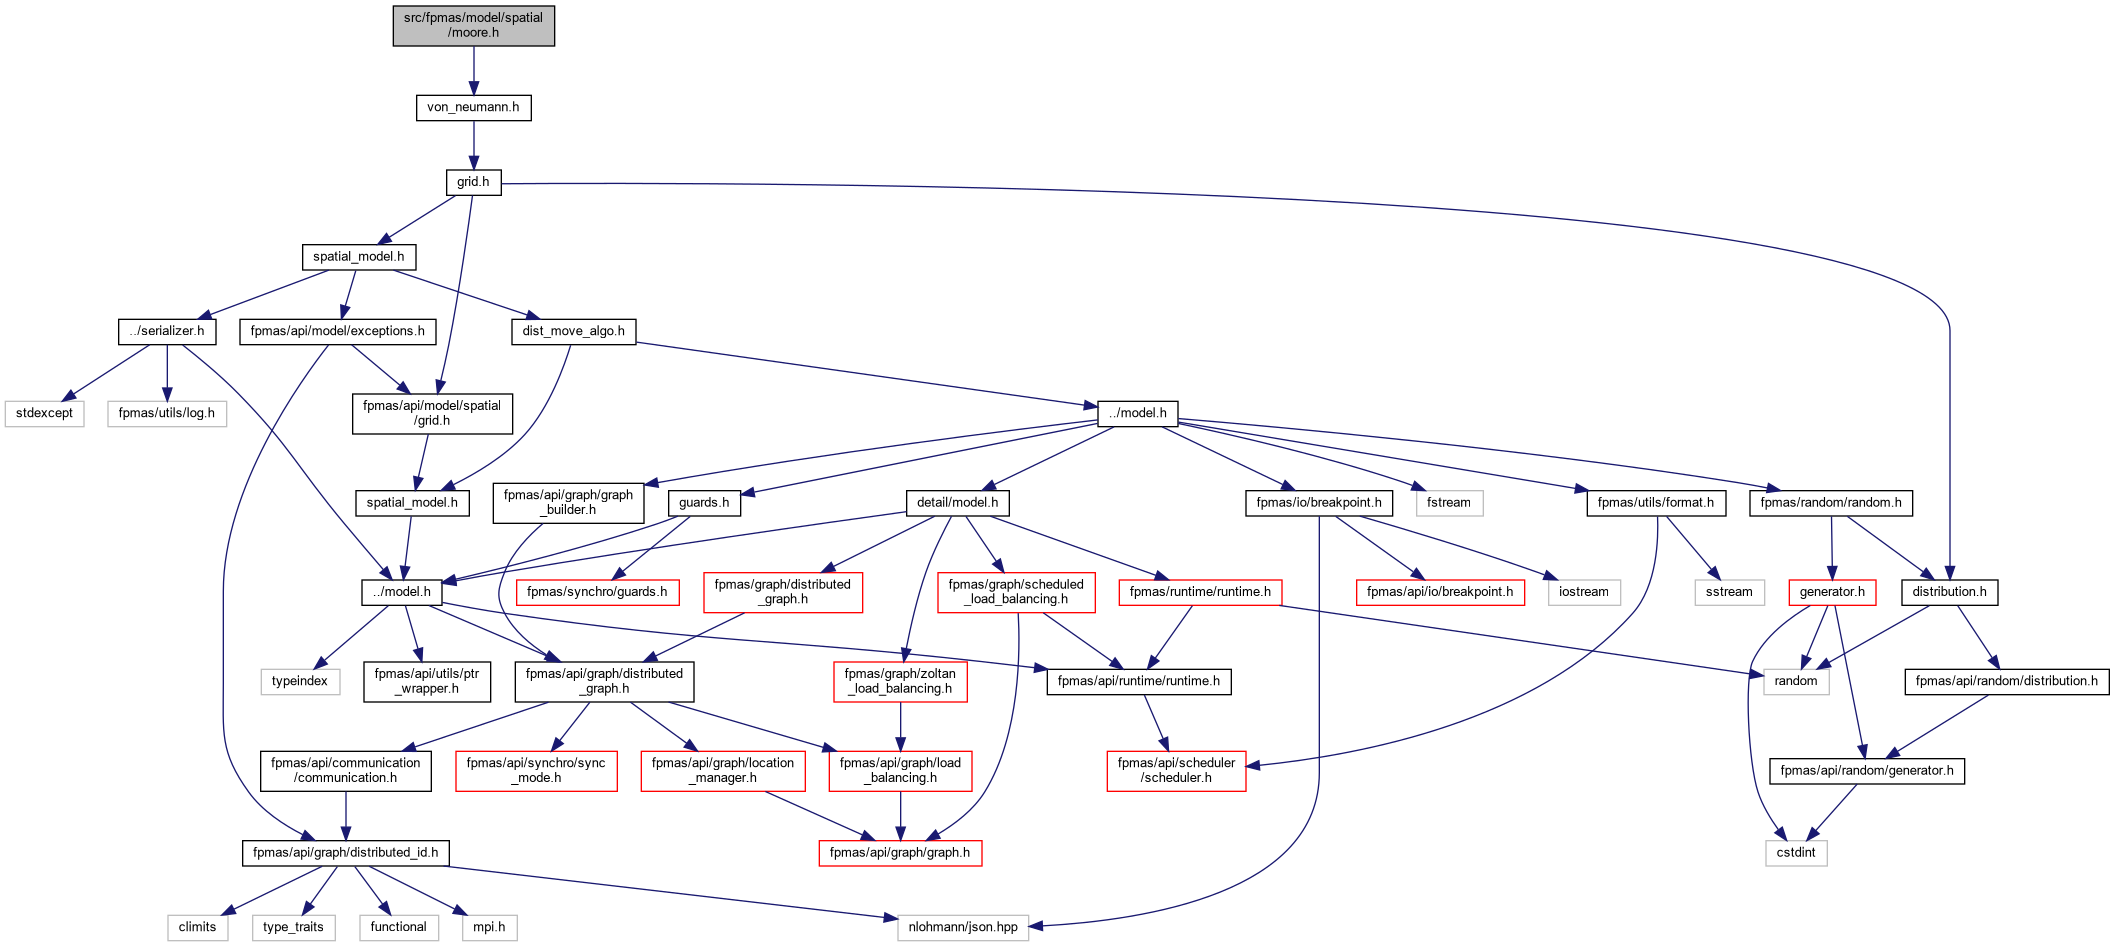 src/fpmas/model/spatial
/moore.h
von_neumann.h
grid.h
spatial_model.h
../serializer.h
fpmas/api/model/exceptions.h
dist_move_algo.h
stdexcept
fpmas/utils/log.h
fpmas/api/model/spatial
/grid.h
../model.h
spatial_model.h
fpmas/api/graph/graph
_builder.h
guards.h
detail/model.h
fpmas/io/breakpoint.h
fstream
fpmas/utils/format.h
fpmas/random/random.h
../model.h
fpmas/synchro/guards.h
fpmas/graph/distributed
_graph.h
fpmas/graph/scheduled
_load_balancing.h
fpmas/runtime/runtime.h
fpmas/api/io/breakpoint.h
iostream
sstream
generator.h
distribution.h
typeindex
fpmas/api/utils/ptr
_wrapper.h
fpmas/api/graph/distributed
_graph.h
fpmas/graph/zoltan
_load_balancing.h
fpmas/api/runtime/runtime.h
random
fpmas/api/random/distribution.h
fpmas/api/communication
/communication.h
fpmas/api/synchro/sync
_mode.h
fpmas/api/graph/location
_manager.h
fpmas/api/graph/load
_balancing.h
fpmas/api/scheduler
/scheduler.h
fpmas/api/random/generator.h
fpmas/api/graph/distributed_id.h
fpmas/api/graph/graph.h
cstdint
climits
type_traits
functional
mpi.h
nlohmann/json.hpp